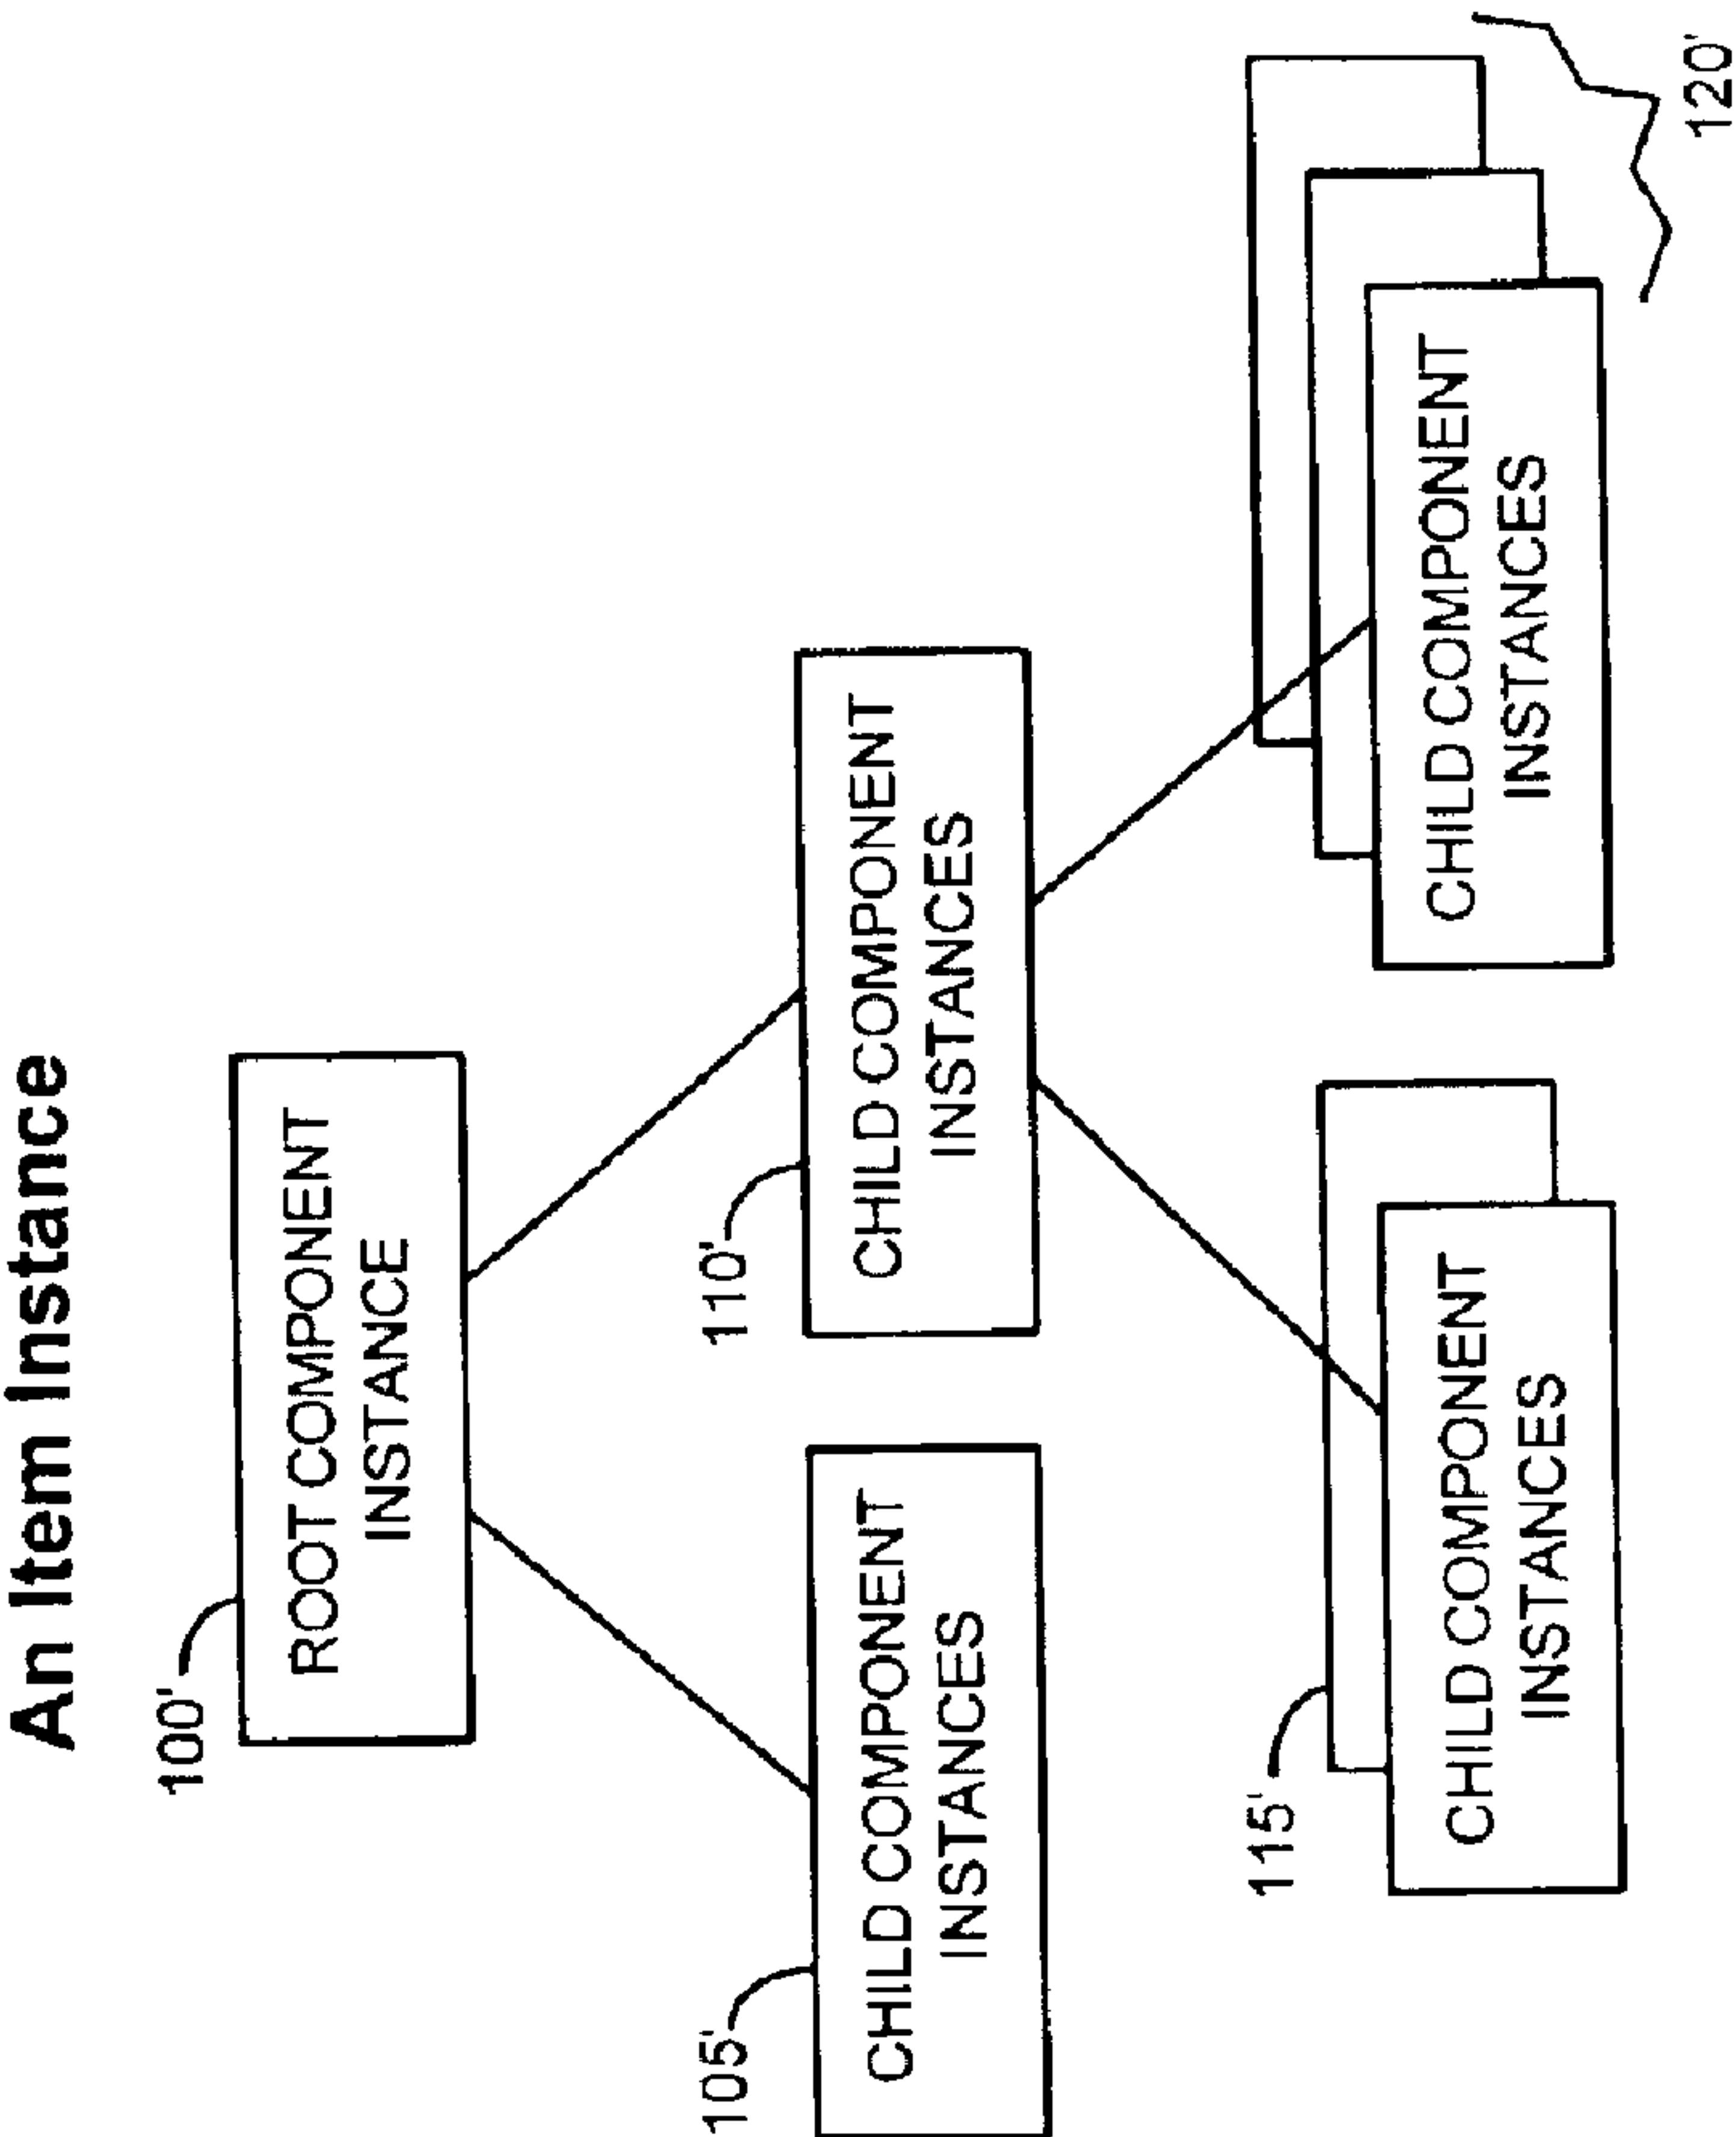 An Item Instance
100'
ROOT COMPONENT
INSTANCE
105'
CHILD COMPONENT
INSTANCES
110'
CHILD COMPONENT
INSTANCES
115'
CHILD COMPONENT
INSTANCES
CHILD COMPONENT
INSTANCES
120'